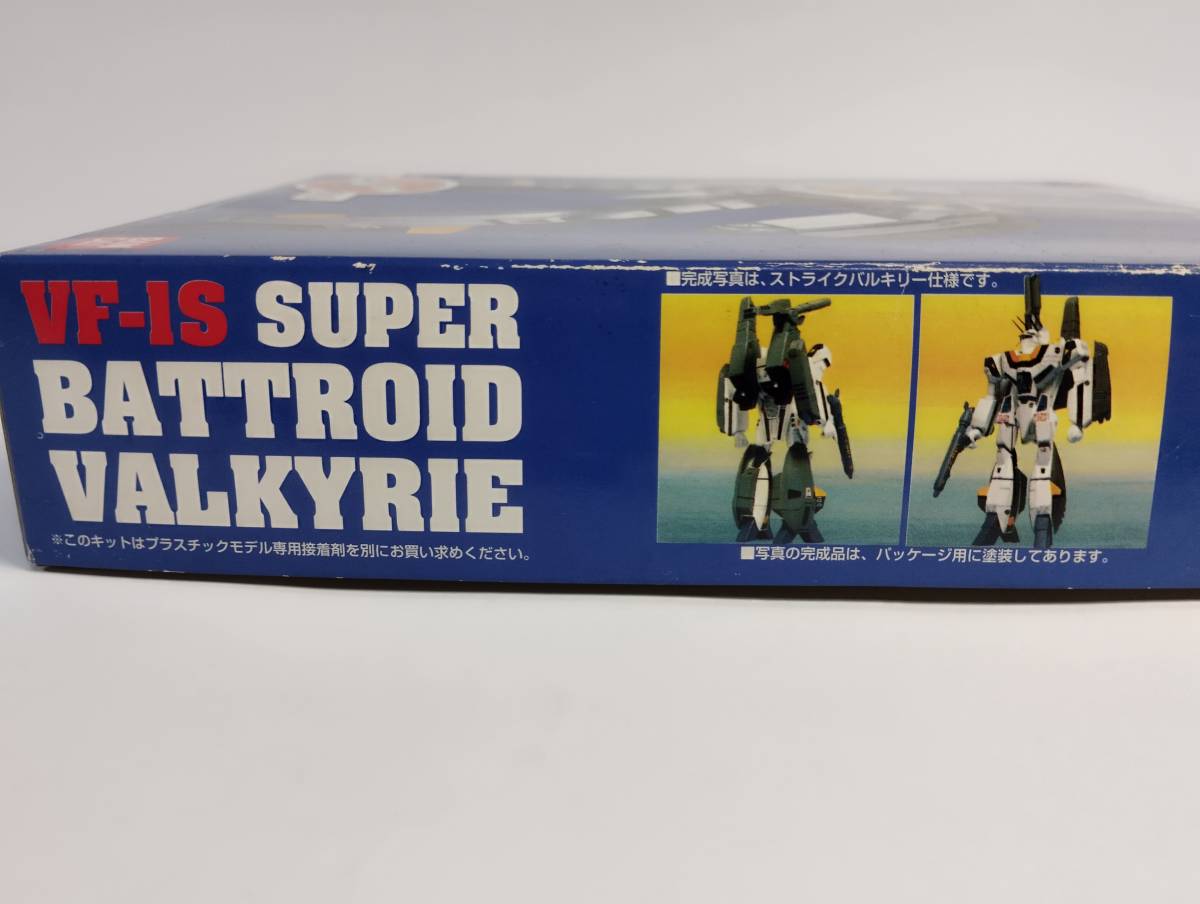 VF-1S SUPER
BATTROID
VALKYRIE
※このキットはプラスチックモデル専用接着剤を別にお買い求めください。
■完成写真は、ストライクバルキリー仕様です。
■写真の完成品は、パッケージ用に塗装してあります。